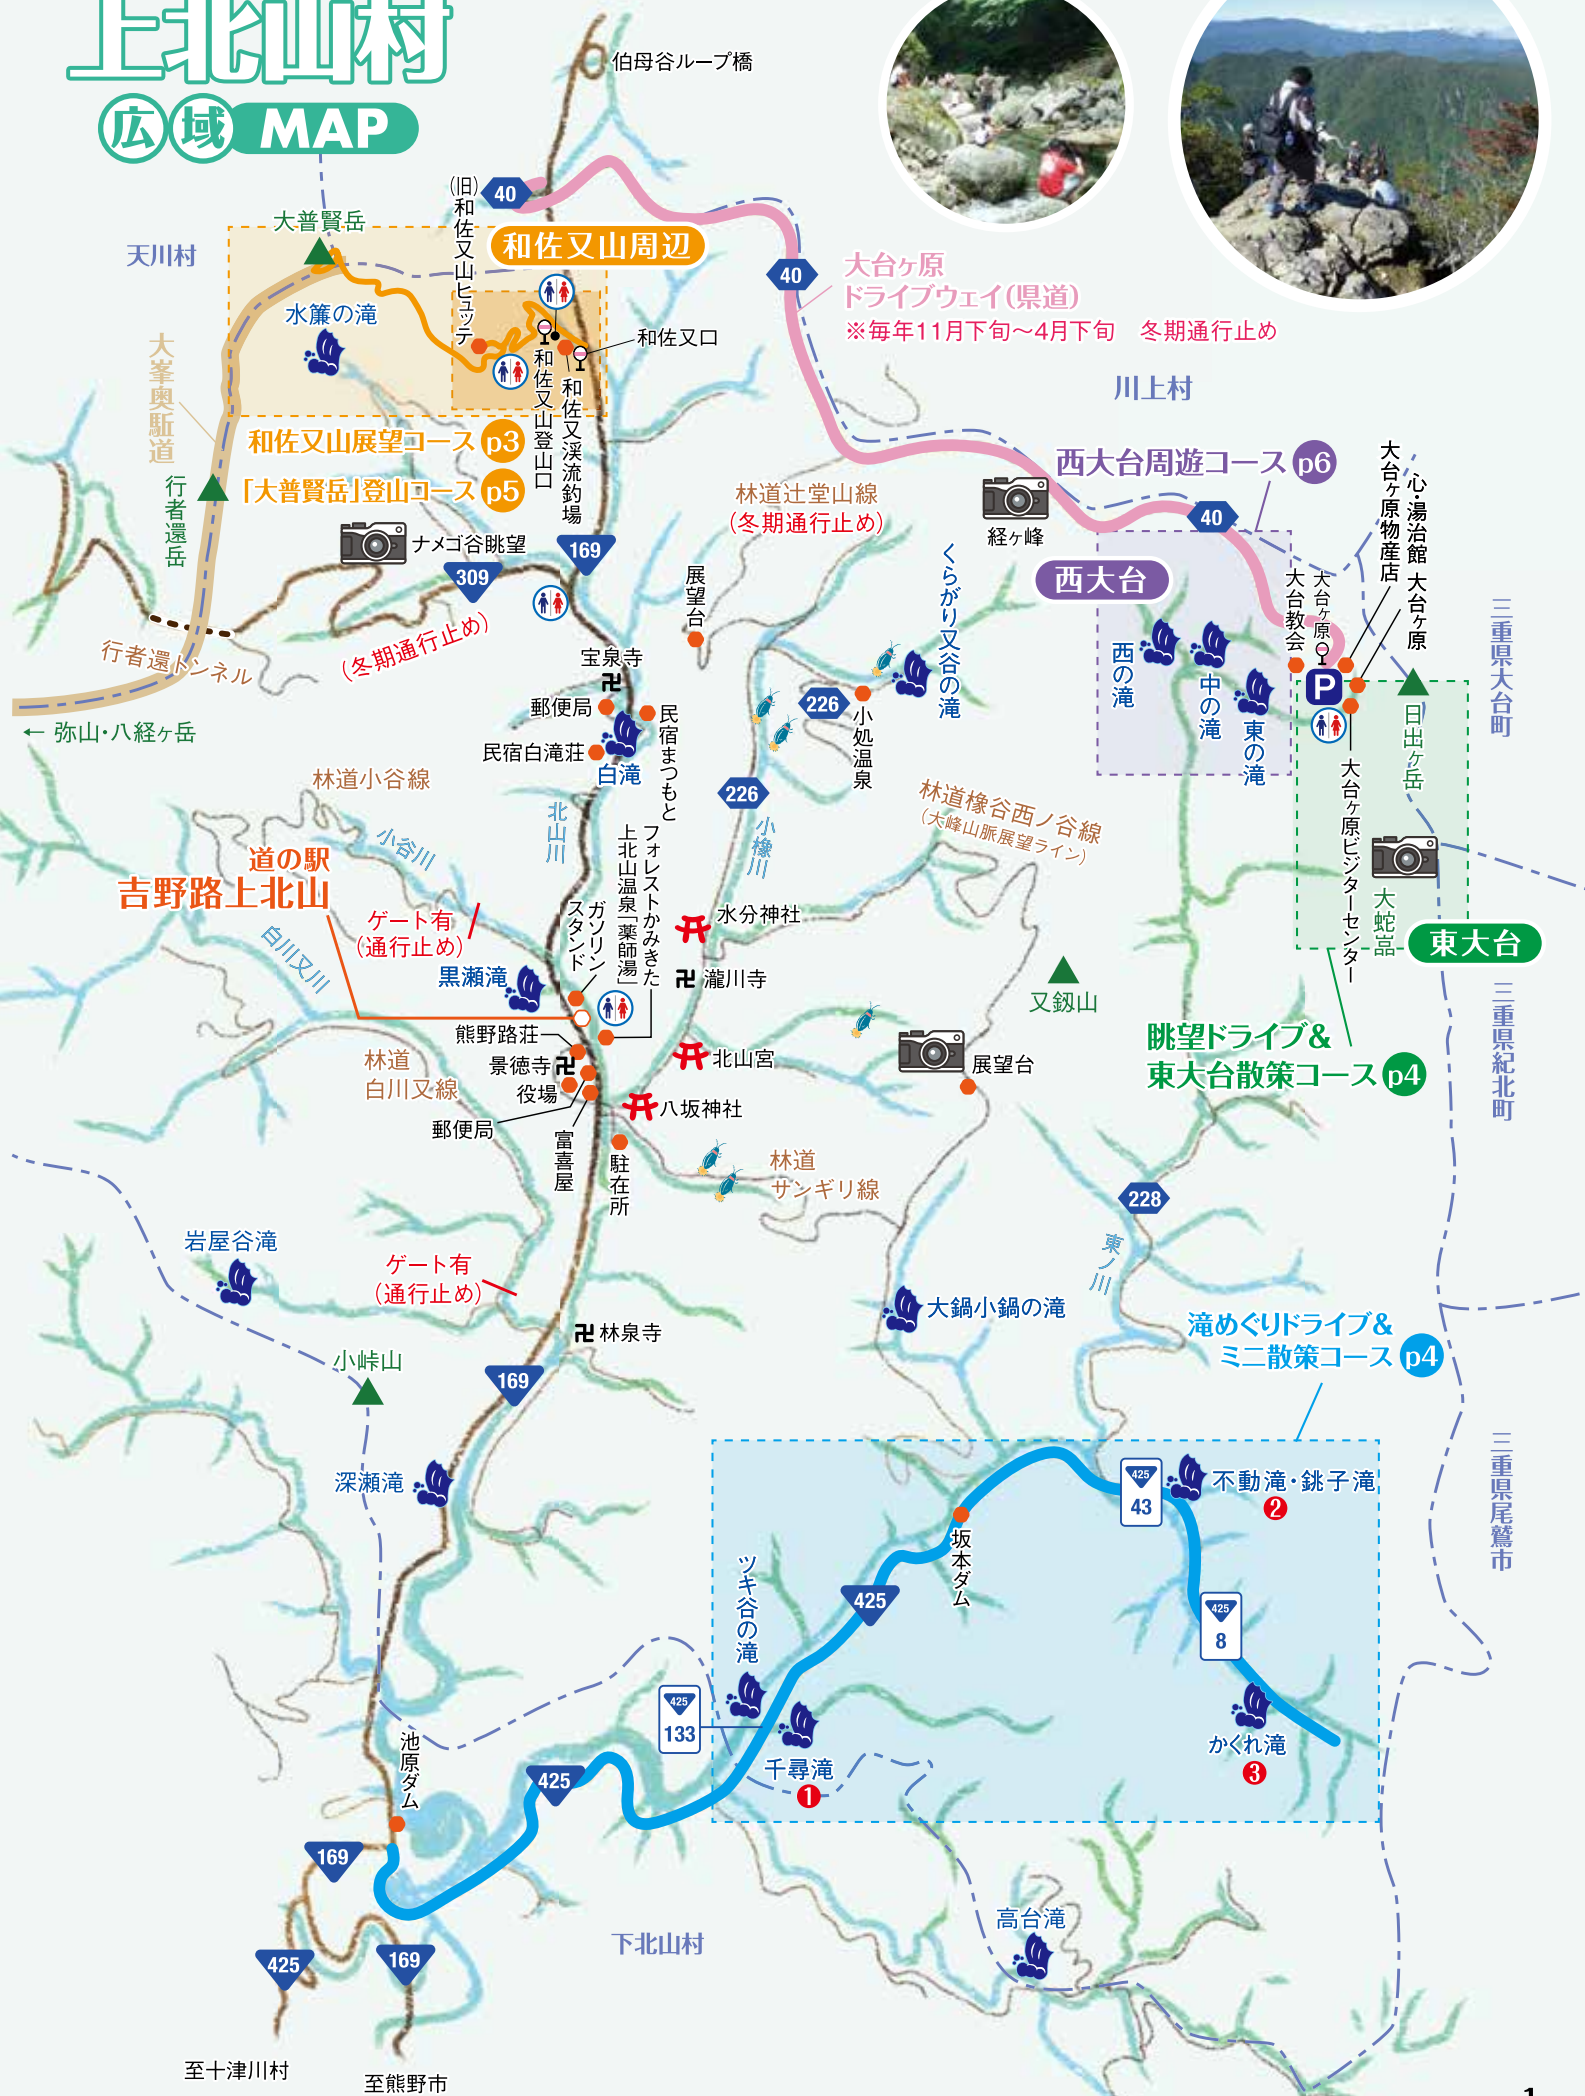 上北山村
広域MAP
伯母谷ループ橋
(旧)和佐又山ヒュッテ
40
大普賢岳
天川村
和佐又山周辺
40
大台ヶ原
ドライブウェイ(県道)
※毎年11月下旬〜4月下旬 冬期通行止め
水簾の滝
和佐又口
和佐又山登山口
和佐又渓流釣場
大峯奥駈道
川上村
和佐又山展望コース p3
「大普賢岳」登山コース p5
行者還岳
ナメゴ谷眺望
309
169
(冬期通行止め)
行者還トンネル
← 弥山・八経ヶ岳
林道辻堂山線
(冬期通行止め)
経ヶ峰
西大台周遊コース p6
40
西大台
大台ヶ原物産店
心・湯治館 大台ヶ原
大台教会
大台ヶ原
P
三重県大台町
展望台
くらがり又谷の滝
西の滝
中の滝
東の滝
日出ヶ岳
宝泉寺
郵便局
民宿まつもと
民宿白滝荘
白滝
226
小処温泉
226
林道小谷線
小谷川
北山川
小橡川
林道橡谷西ノ谷線
(大峰山脈展望ライン)
大台ヶ原ビジターセンター
大蛇嵓
東大台
道の駅
吉野路上北山
ゲート有
(通行止め)
白川又川
黒瀬滝
ガソリンスタンド
上北山温泉「薬師湯」
フォレストかみきた
水分神社
瀧川寺
又釼山
三重県紀北町
熊野路荘
景徳寺
役場
郵便局
富喜屋
北山宮
八坂神社
駐在所
展望台
眺望ドライブ&
東大台散策コース p4
林道
白川又線
林道
サンギリ線
228
東ノ川
岩屋谷滝
ゲート有
(通行止め)
林泉寺
大鍋小鍋の滝
小峠山
169
滝めぐりドライブ&
ミニ散策コース p4
三重県尾鷲市
深瀬滝
425
43
不動滝・銚子滝
2
坂本ダム
ツキ谷の滝
425
425
8
425
133
千尋滝
1
かくれ滝
3
池原ダム
425
169
425
169
下北山村
高台滝
至十津川村
至熊野市